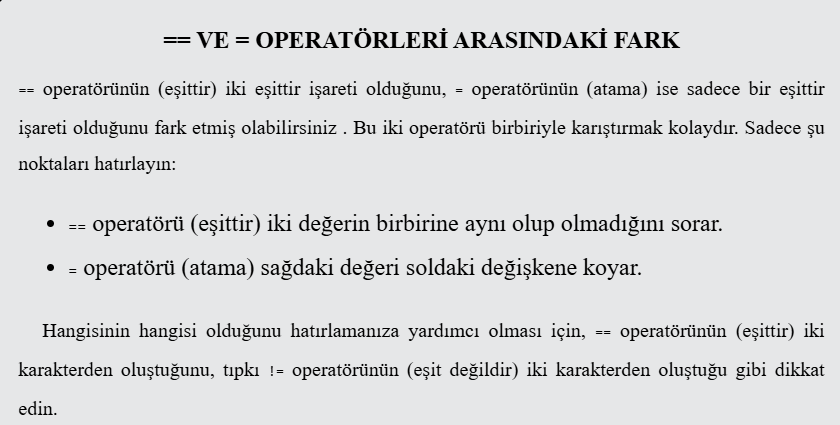 == VE = OPERATÖRLERİ ARASINDAKİ FARK
== operatörünün (eşittir) iki eşittir işareti olduğunu, = operatörünün (atama) ise sadece bir eşittir
işareti olduğunu fark etmiş olabilirsiniz . Bu iki operatörü birbiriyle karıştırmak kolaydır. Sadece şu
noktaları hatırlayın:
• == operatörü (eşittir) iki değerin birbirine aynı olup olmadığını sorar.
• = operatörü (atama) sağdaki değeri soldaki değişkene koyar.
Hangisinin hangisi olduğunu hatırlamanıza yardımcı olması için, == operatörünün (eşittir) iki
karakterden oluştuğunu, tıpkı != operatörünün (eşit değildir) iki karakterden oluştuğu gibi dikkat
edin.